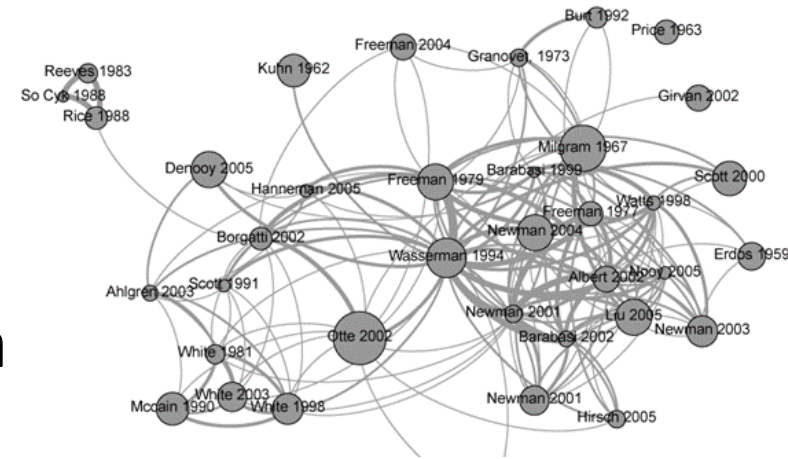 Burt 1992
Price 1963
Freeman 2004
Granovet, 1973
Reeves 1983
Kuhn 1962
So Cyk 1988
Girvan 2002
Rice 1988
Milgram 1967
Denooy 2005
Barabasi 1999
Scott 2000
Freeman 1979
Hanneman 2005
Watts 1998
Freeman 1977
Newman 2004
Borgatti 2002
Wasserman 1994
Erdos 1959
Nooy 2005
Albert 2002
Scott 1991
Ahlgren 2003
Newman 2001
Liu 2005
Newman 2003
Otte 2002
Barabasi 2002
White 1981
White 2003
Newman 2001
Mccain 1990
White 1998
Hirsch 2005